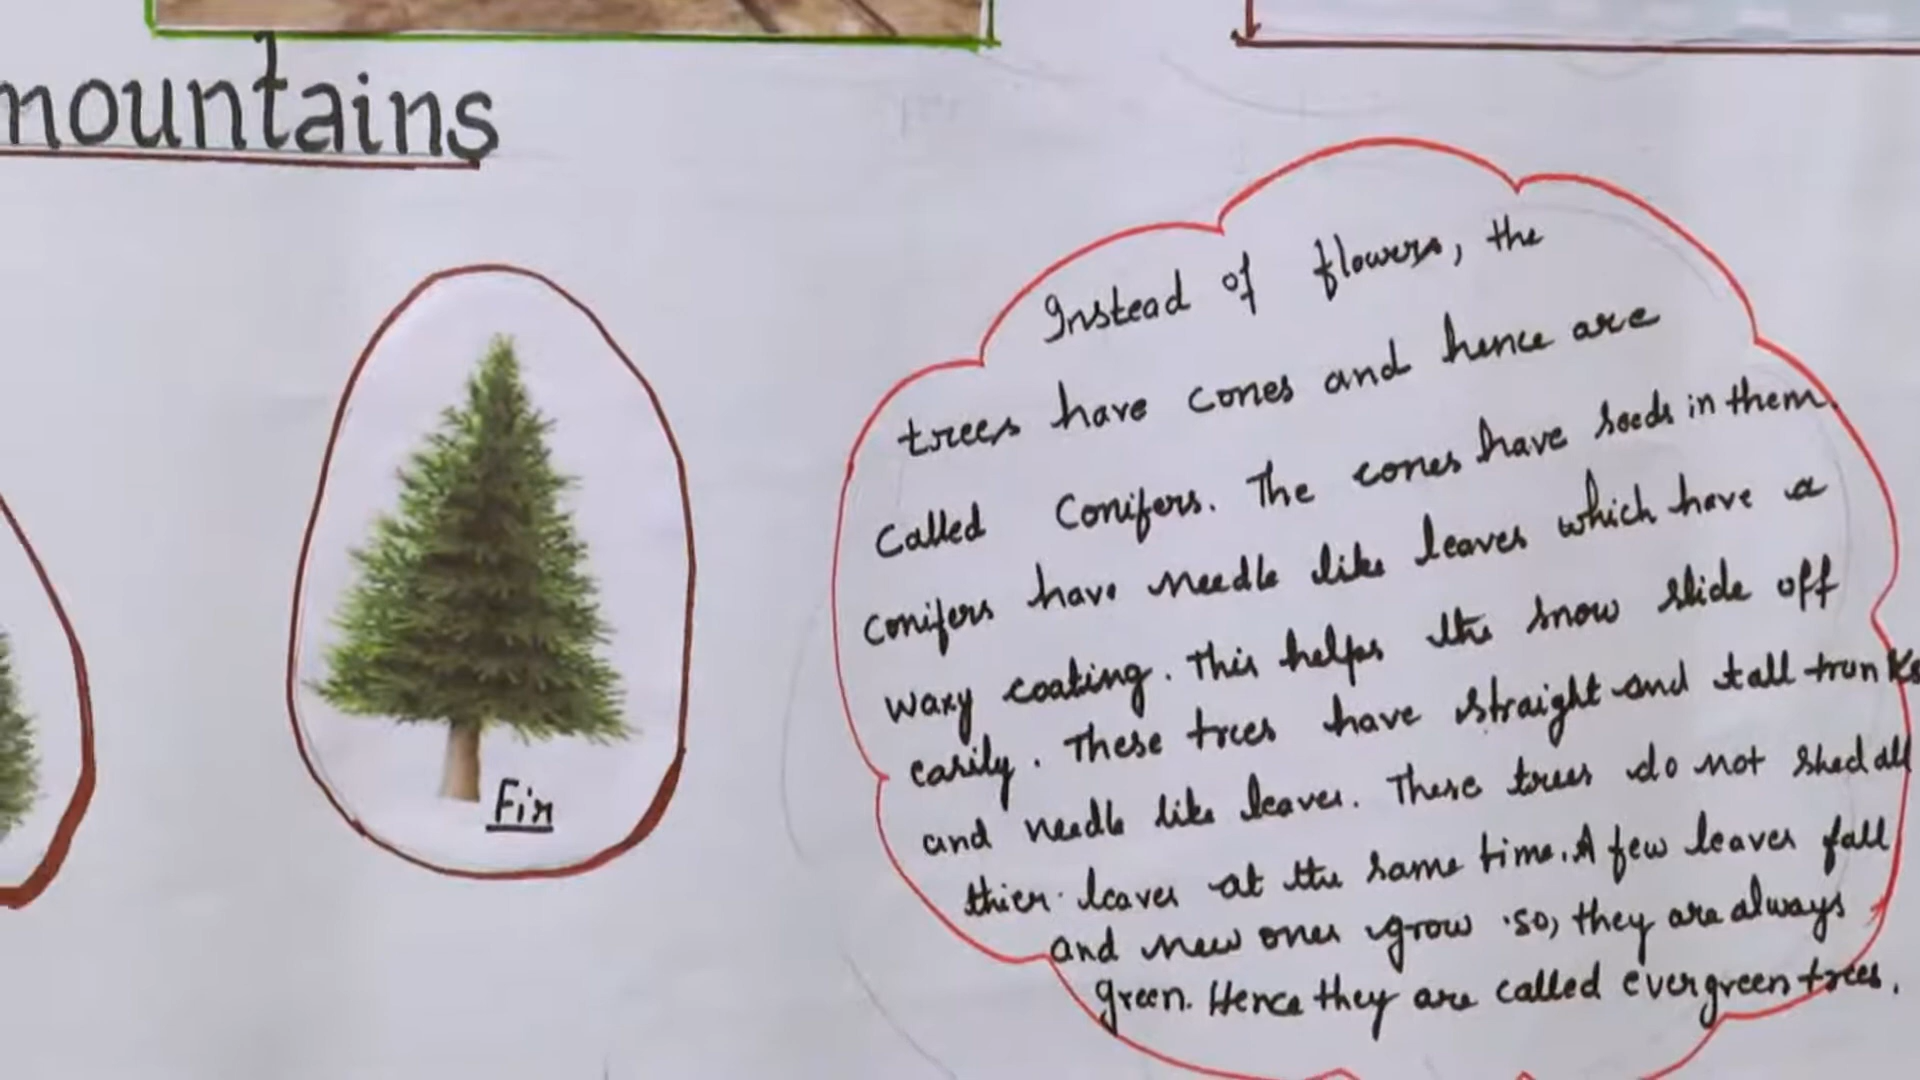 mountains
Fir
Instead of flowers, the
trees have cones and hence are
called Conifers. The cones have seeds in them.
conifers have needle like leaves which have a
waxy coating. This helps the snow slide off
easily. These trees have straight and tall trunks
and needle like leaves. These trees do not shed all
thier leaves at the same time. A few leaves fall
and new ones grow so, they are always
green. Hence they are called evergreen trees.